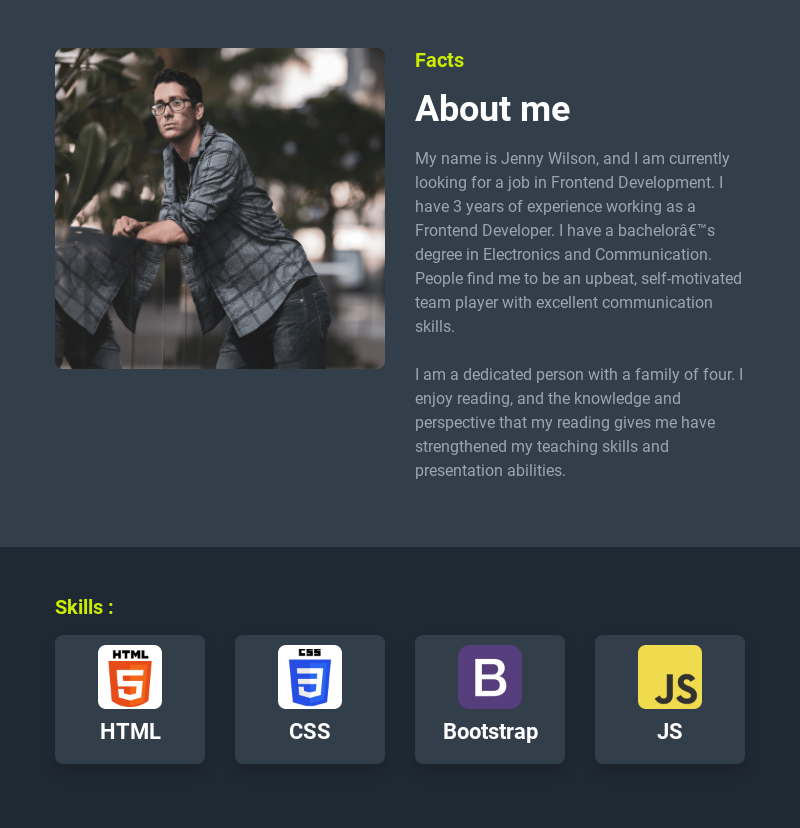 Facts
About me
My name is Jenny Wilson, and I am currently
looking for a job in Frontend Development. I
have 3 years of experience working as a
Frontend Developer. I have a bachelorâ€™s
degree in Electronics and Communication.
People find me to be an upbeat, self-motivated
team player with excellent communication
skills.
I am a dedicated person with a family of four. I
enjoy reading, and the knowledge and
perspective that my reading gives me have
strengthened my teaching skills and
presentation abilities.
Skills :
HTML
5
HTML
CSS
3
CSS
B
Bootstrap
JS
JS